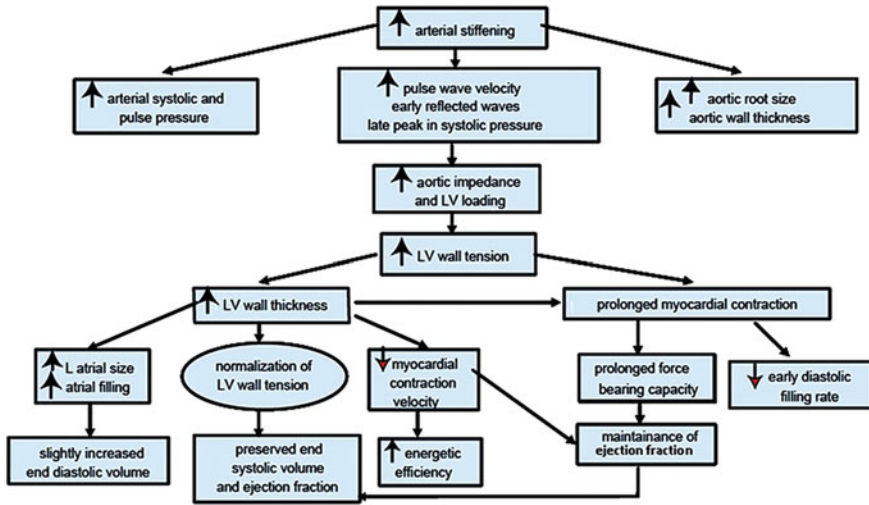 arterial stiffening
arterial systolic and
pulse pressure
pulse wave velocity
early reflected waves
late peak in systolic pressure
aortic root size
aortic wall thickness
aortic impedance
and LV loading
LV wall tension
LV wall thickness
prolonged myocardial contraction
L atrial size
atrial filling
normalization of
LV wall tension
myocardial
contraction
velocity
prolonged force
bearing capacity
early diastolic
filling rate
slightly increased
end diastolic volume
preserved end
systolic volume
and ejection fraction
energetic
efficiency
maintainance of
ejection fraction